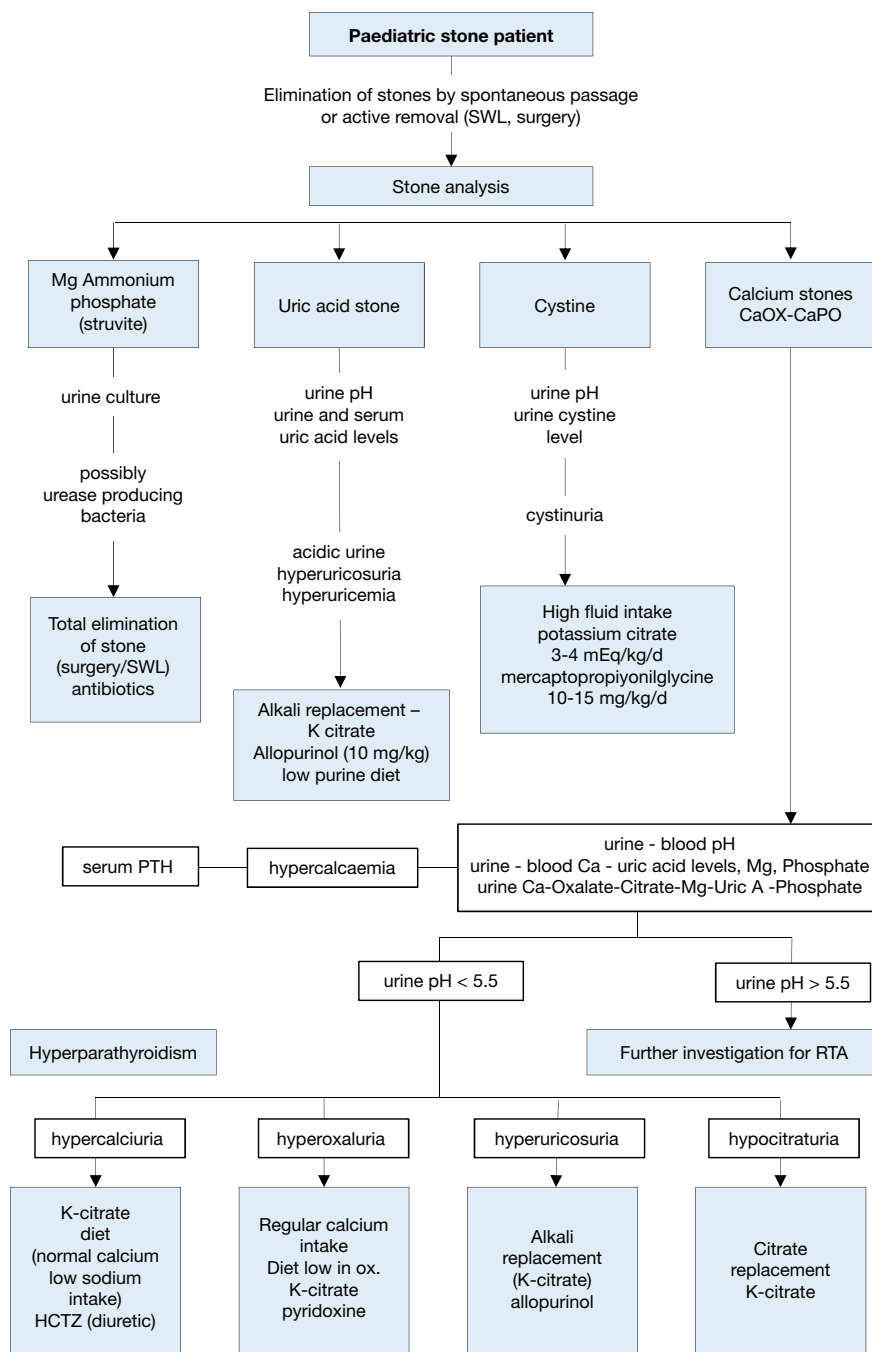 Paediatric stone patient
Elimination of stones by spontaneous passage
or active removal (SWL, surgery)
Stone analysis
Mg Ammonium
phosphate
(struvite)
Uric acid stone
Cystine
Calcium stones
CaOX-CaPO
urine culture
possibly
urease producing
bacteria
Total elimination
of stone
(surgery/SWL)
antibiotics
urine pH
urine and serum
uric acid levels
acidic urine
hyperuricosuria
hyperuricemia
Alkali replacement –
K citrate
Allopurinol (10 mg/kg)
low purine diet
urine pH
urine cystine
level
cystinuria
High fluid intake
potassium citrate
3-4 mEq/kg/d
mercaptopropiyonilglycine
10-15 mg/kg/d
urine - blood pH
urine - blood Ca - uric acid levels, Mg, Phosphate
urine Ca-Oxalate-Citrate-Mg-Uric A -Phosphate
hypercalcaemia
serum PTH
urine pH < 5.5
urine pH > 5.5
Hyperparathyroidism
Further investigation for RTA
hypercalciuria
hyperoxaluria
hyperuricosuria
hypocitraturia
K-citrate
diet
(normal calcium
low sodium
intake)
HCTZ (diuretic)
Regular calcium
intake
Diet low in ox.
K-citrate
pyridoxine
Alkali
replacement
(K-citrate)
allopurinol
Citrate
replacement
K-citrate